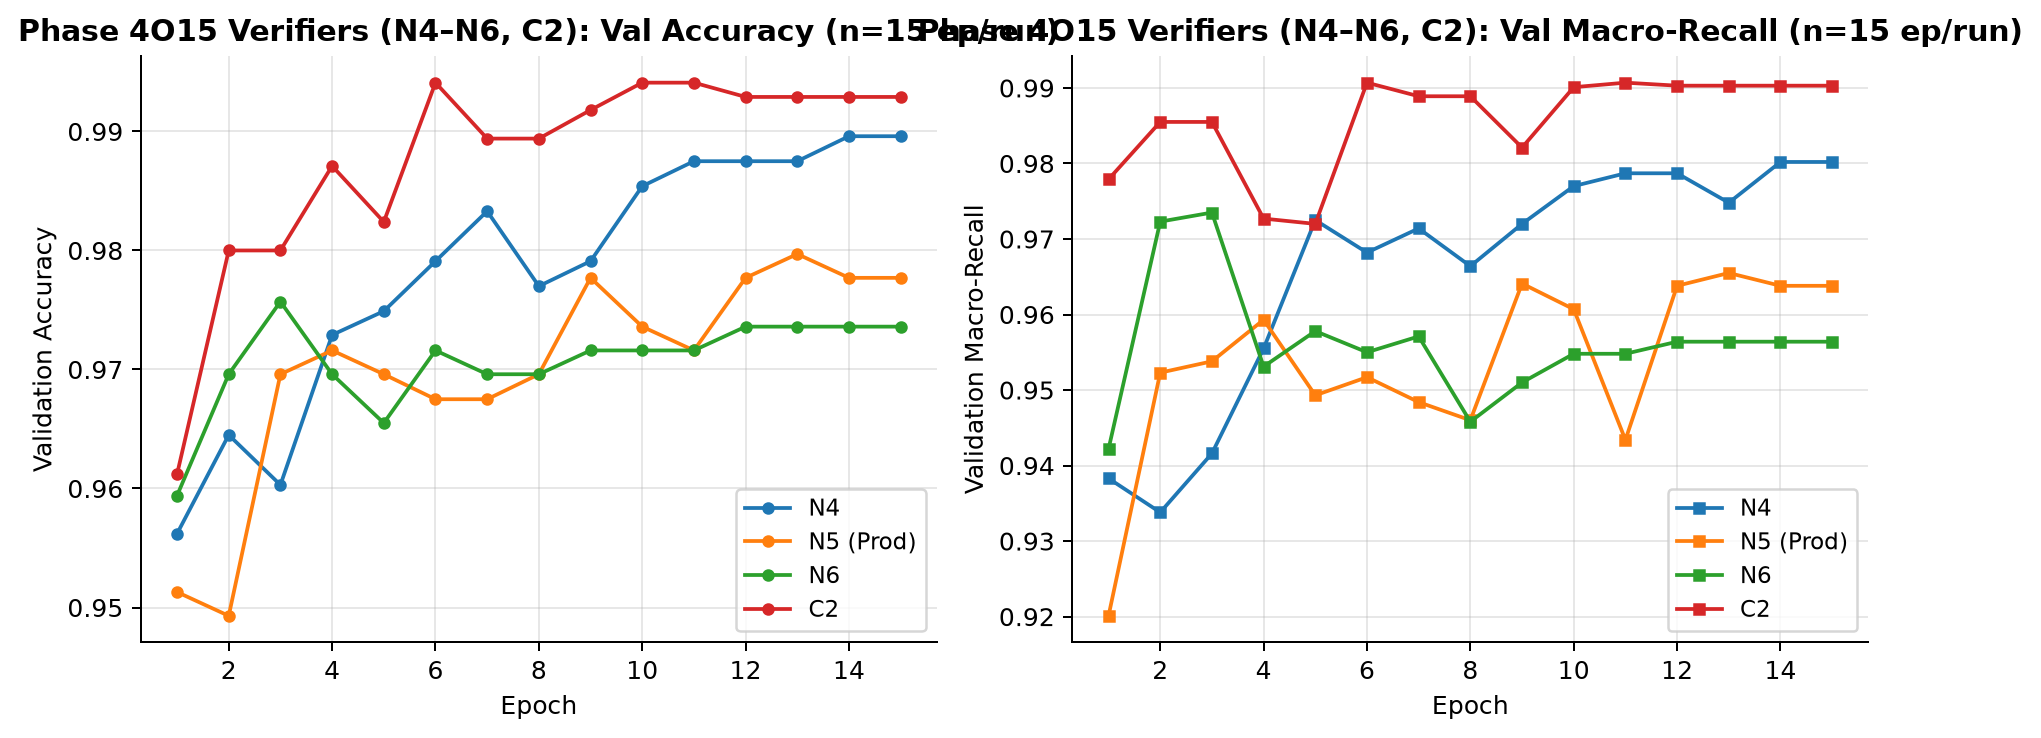 Phase 4O15 Verifiers (N4–N6, C2): Val Accuracy (n=15 ep/run)
0.99
0.98
0.97
0.96
0.95
Validation Accuracy
2 4 6 8 10 12 14
Epoch
N4
N5 (Prod)
N6
C2
Phase 4O15 Verifiers (N4–N6, C2): Val Macro-Recall (n=15 ep/run)
0.99
0.98
0.97
0.96
0.95
0.94
0.93
0.92
Validation Macro-Recall
2 4 6 8 10 12 14
Epoch
N4
N5 (Prod)
N6
C2